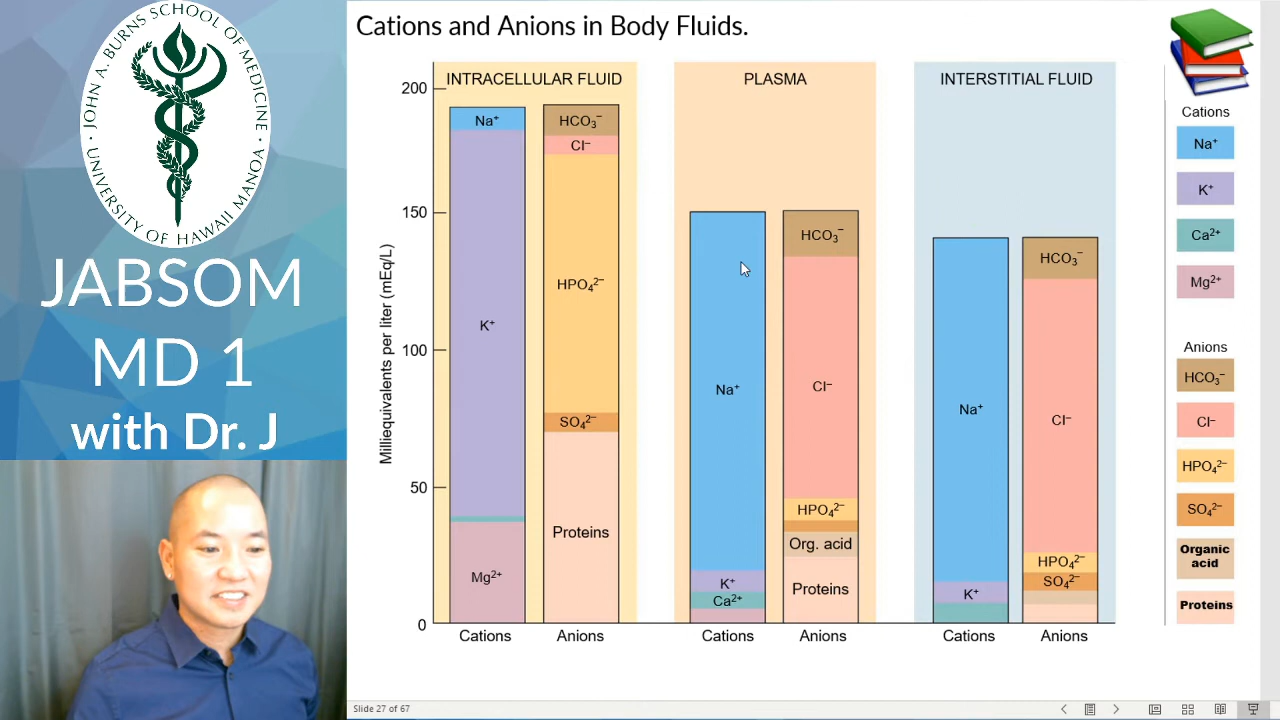 JOHN A. BURNS SCHOOL OF MEDICINE
UNIVERSITY OF HAWAII MANOA
JABSOM
MD 1
with Dr. J
Cations and Anions in Body Fluids.
Milliequivalents per liter (mEq/L)
200
150
100
50
0
INTRACELLULAR FLUID
Na⁺
K⁺
Mg²⁺
Cations
HCO₃⁻
Cl⁻
HPO₄²⁻
SO₄²⁻
Proteins
Anions
PLASMA
Na⁺
K⁺
Ca²⁺
Cations
HCO₃⁻
Cl⁻
HPO₄²⁻
Org. acid
Proteins
Anions
INTERSTITIAL FLUID
Na⁺
K⁺
Cations
HCO₃⁻
Cl⁻
HPO₄²⁻
SO₄²⁻
Anions
Cations
Na⁺
K⁺
Ca²⁺
Mg²⁺
Anions
HCO₃⁻
Cl⁻
HPO₄²⁻
SO₄²⁻
Organic
acid
Proteins
Slide 27 of 67